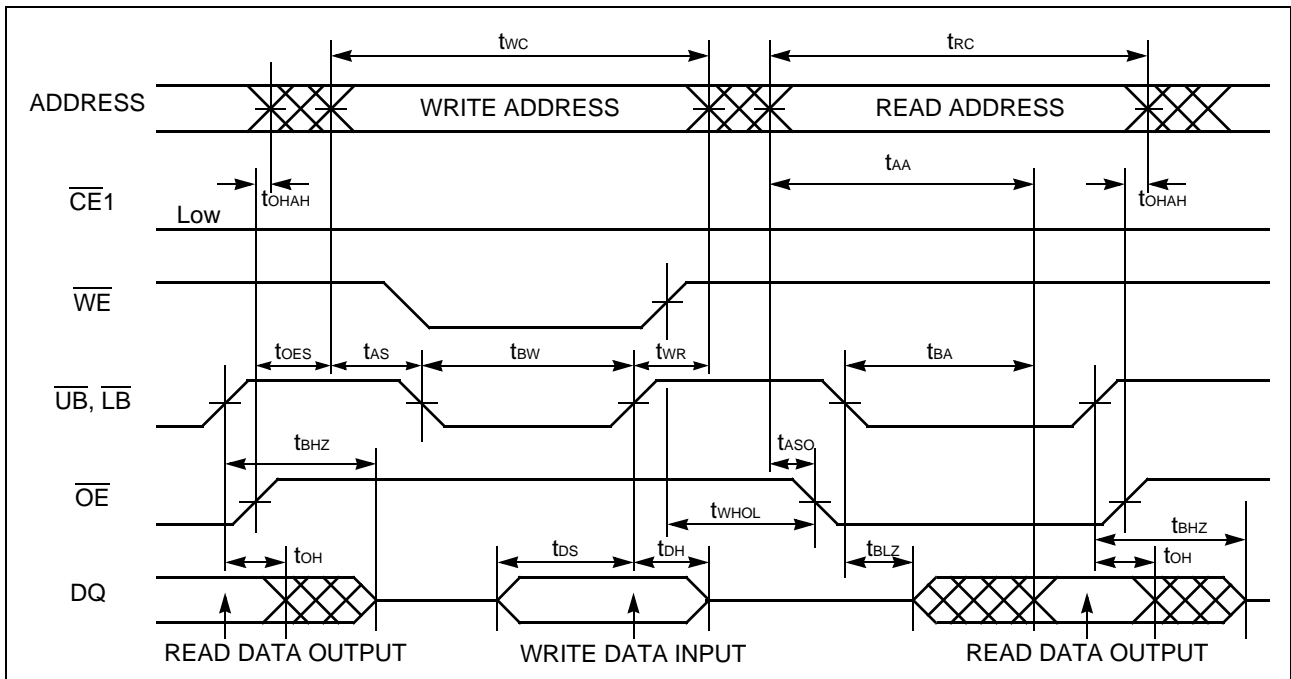 tWC tRC
ADDRESS WRITE ADDRESS READ ADDRESS
tAA
CE1 tOHAH tOHAH
Low
WE
tOES tAS tBW tWR tBA
UB, LB
tBHZ tASO
OE
tWHOL tBHZ
tOH tDS tDH tBLZ tOH
DQ
READ DATA OUTPUT WRITE DATA INPUT READ DATA OUTPUT